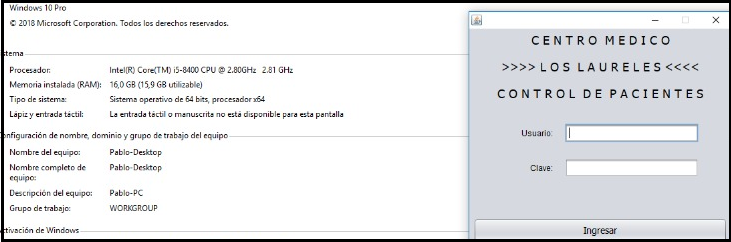 Windows 10 Pro
© 2018 Microsoft Corporation. Todos los derechos reservados.
stema
Procesador: Intel(R) Core(TM) i5-8400 CPU @ 2.80GHz 2.81 GHz
Memoria instalada (RAM): 16,0 GB (15,9 GB utilizable)
Tipo de sistema: Sistema operativo de 64 bits, procesador x64
Lápiz y entrada táctil: La entrada táctil o manuscrita no está disponible para esta pantalla
onfiguración de nombre, dominio y grupo de trabajo del equipo
Nombre del equipo: Pablo-Desktop
Nombre completo de equipo: Pablo-Desktop
Descripción del equipo: Pablo-PC
Grupo de trabajo: WORKGROUP
ctivación de Windows
CENTRO MEDICO
>>>> LOS LAURELES <<<<
CONTROL DE PACIENTES
Usuario:
Clave:
Ingresar